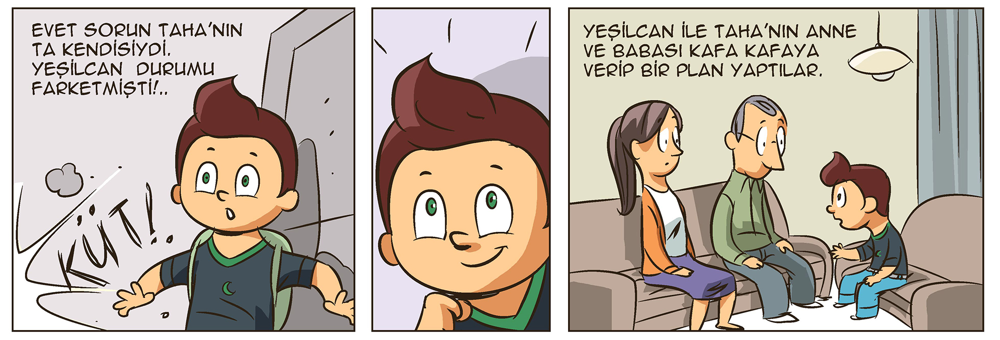 EVET SORUN TAHA'NIN
TA KENDİSİYDİ.
YEŞİLCAN DURUMU
FARKETMİŞTİ!..
KÜT!..
YEŞİLCAN İLE TAHA'NIN ANNE
VE BABASI KAFA KAFAYA
VERİP BİR PLAN YAPTILAR.